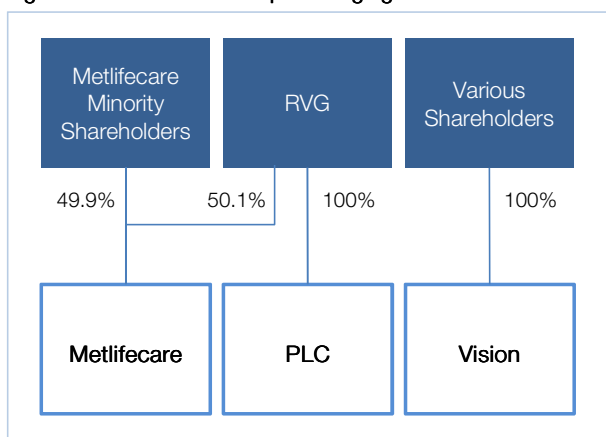 Metlifecare
Minority
Shareholders
RVG
Various
Shareholders
49.9%
50.1%
100%
100%
Metlifecare
PLC
Vision